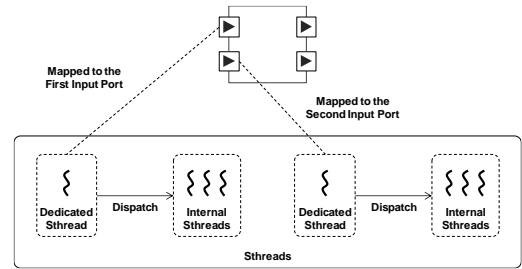 Mapped to the
First Input Port
Mapped to the
Second Input Port
Dedicated
Sthread
Dispatch
Internal
Sthreads
Dedicated
Sthread
Dispatch
Internal
Sthreads
Sthreads